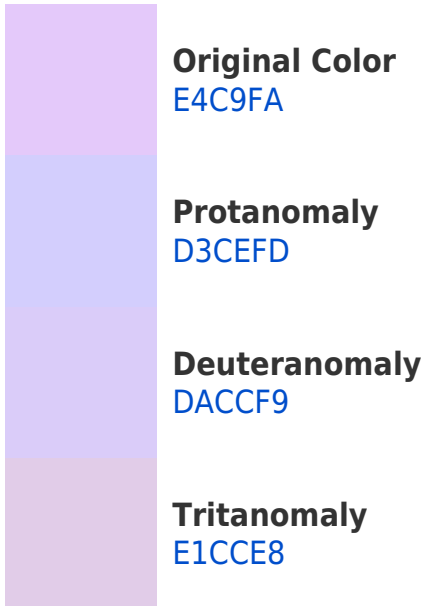 Original Color
E4C9FA
Protanomaly
D3CEFD
Deuteranomaly
DACCF9
Tritanomaly
E1CCE8